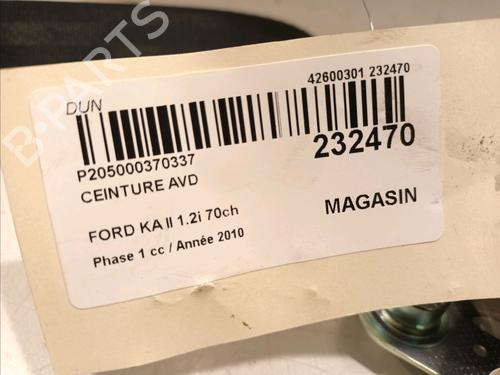 DUN
42600301 232470
P205000370337
232470
CEINTURE AVD
FORD KA II 1.2i 70ch
MAGASIN
Phase 1 cc / Année 2010
B-PARTS